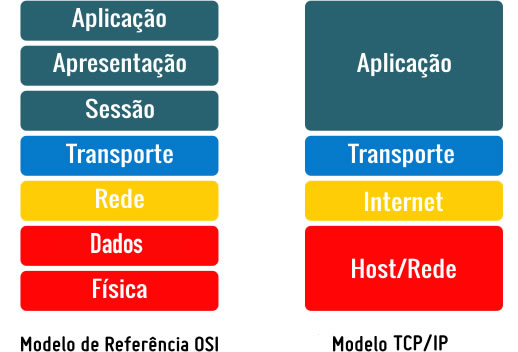 Aplicação
Apresentação
Sessão
Transporte
Rede
Dados
Física
Modelo de Referência OSI
Aplicação
Transporte
Internet
Host/Rede
Modelo TCP/IP